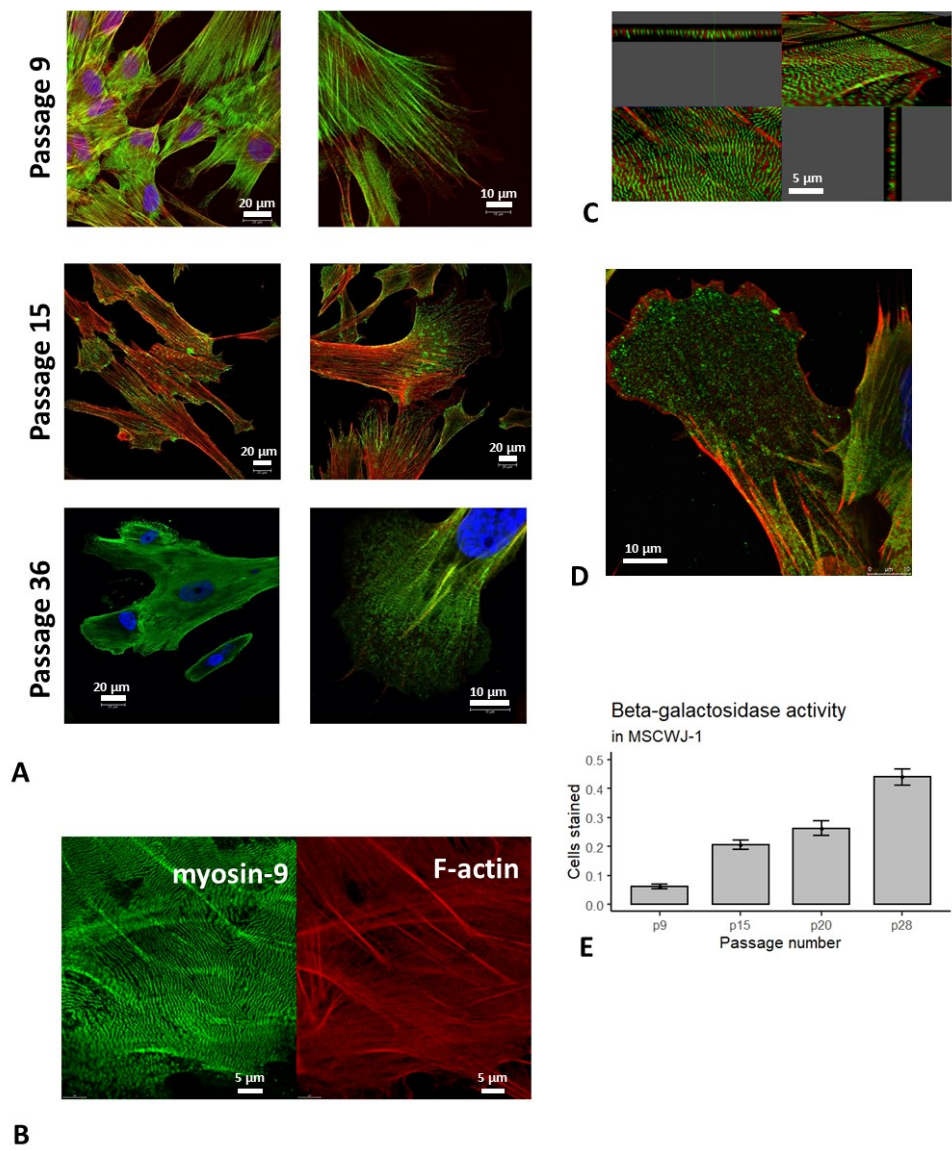 Passage 9
20 µm
10 µm
Passage 15
20 µm
20 µm
Passage 36
20 µm
10 µm
A
myosin-9
F-actin
5 µm
5 µm
B
5 µm
C
10 µm
D
Beta-galactosidase activity
in MSCWJ-1
Cells stained
0.5
0.4
0.3
0.2
0.1
0.0
p9 p15 p20 p28
Passage number
E